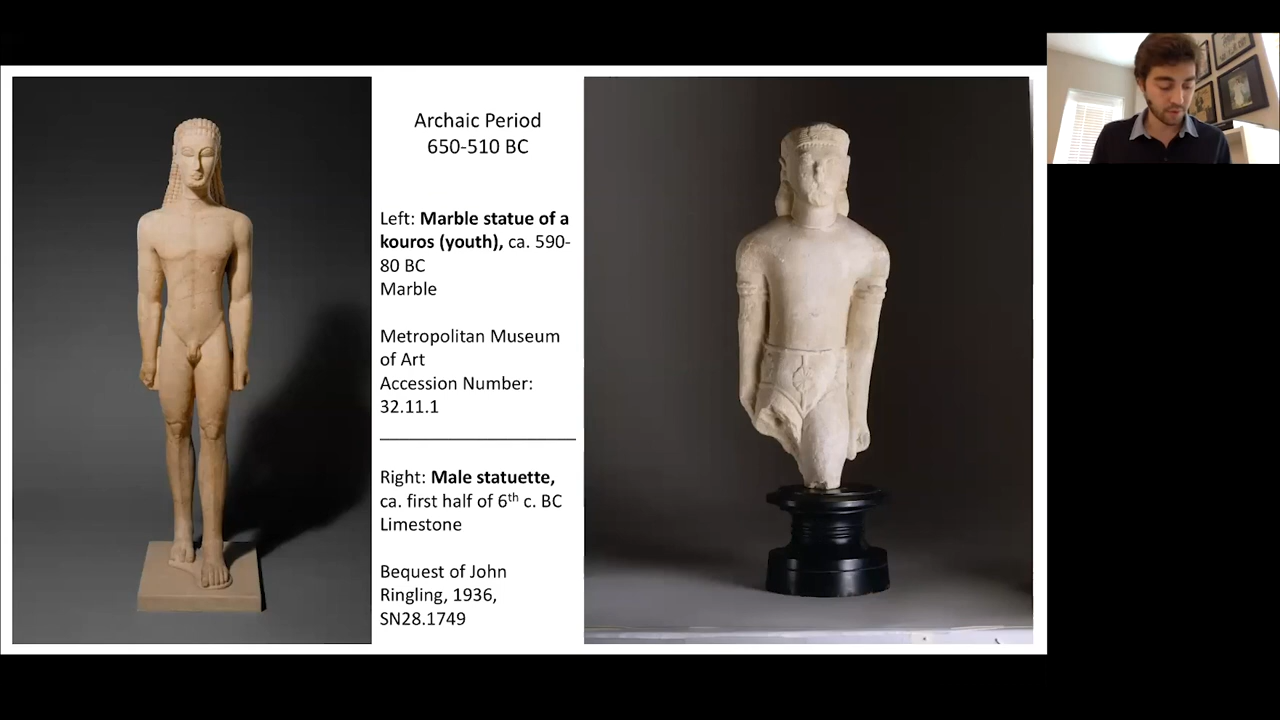 Archaic Period
650-510 BC
Left: Marble statue of a
kouros (youth), ca. 590-
80 BC
Marble
Metropolitan Museum
of Art
Accession Number:
32.11.1
Right: Male statuette,
ca. first half of 6th c. BC
Limestone
Bequest of John
Ringling, 1936,
SN28.1749